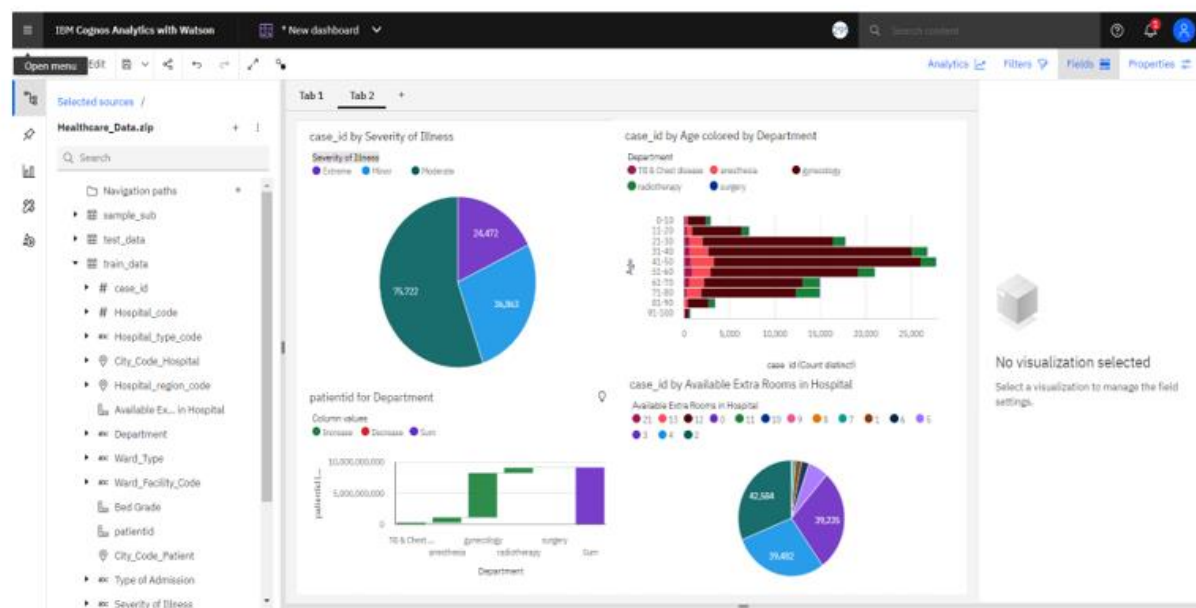 IBM Cognos Analytics with Watson
* New dashboard
Search content
Open menu
Edit
Analytics
Filters
Fields
Properties
Selected sources /
Healthcare_Data.zip
Search
Navigation paths
sample_sub
test_data
train_data
case_id
Hospital_code
Hospital_type_code
City_Code_Hospital
Hospital_region_code
Available Ex... in Hospital
Department
Ward_Type
Ward_Facility_Code
Bed Grade
patientid
City_Code_Patient
Type of Admission
Severity of Illness
Tab 1 Tab 2 +
case_id by Severity of Illness
Severity of Illness
Extreme Minor Moderate
24,472
75,722
case_id by Age colored by Department
Department
TB & Chest disease anesthesia gynecology
radiotherapy surgery
Age
0-10
11-20
21-30
31-40
41-50
51-60
61-70
71-80
81-90
91-100
0 5,000 10,000 15,000 20,000 25,000
case_id (Count distinct)
patientid for Department
Column values
Increase Decrease Sum
patientid (...
10,000,000,000
5,000,000,000
0
TB & Chest ... gynecology surgery
anesthesia radiotherapy Sum
Department
case_id by Available Extra Rooms in Hospital
Available Extra Rooms in Hospital
21 13 12 0 11 10 9 8 7 1 6 5
3 4 2
42,584
39,482
No visualization selected
Select a visualization to manage the field
settings.